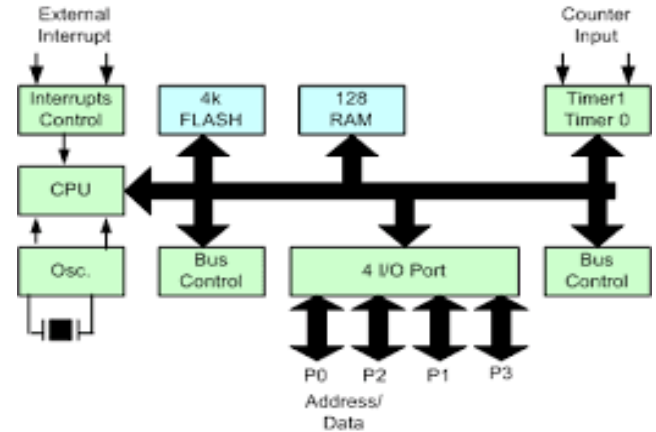 External
Interrupt
Counter
Input
Interrupts
Control
4k
FLASH
128
RAM
Timer1
Timer 0
CPU
Osc.
Bus
Control
4 I/O Port
Bus
Control
P0
P2
P1
P3
Address/
Data